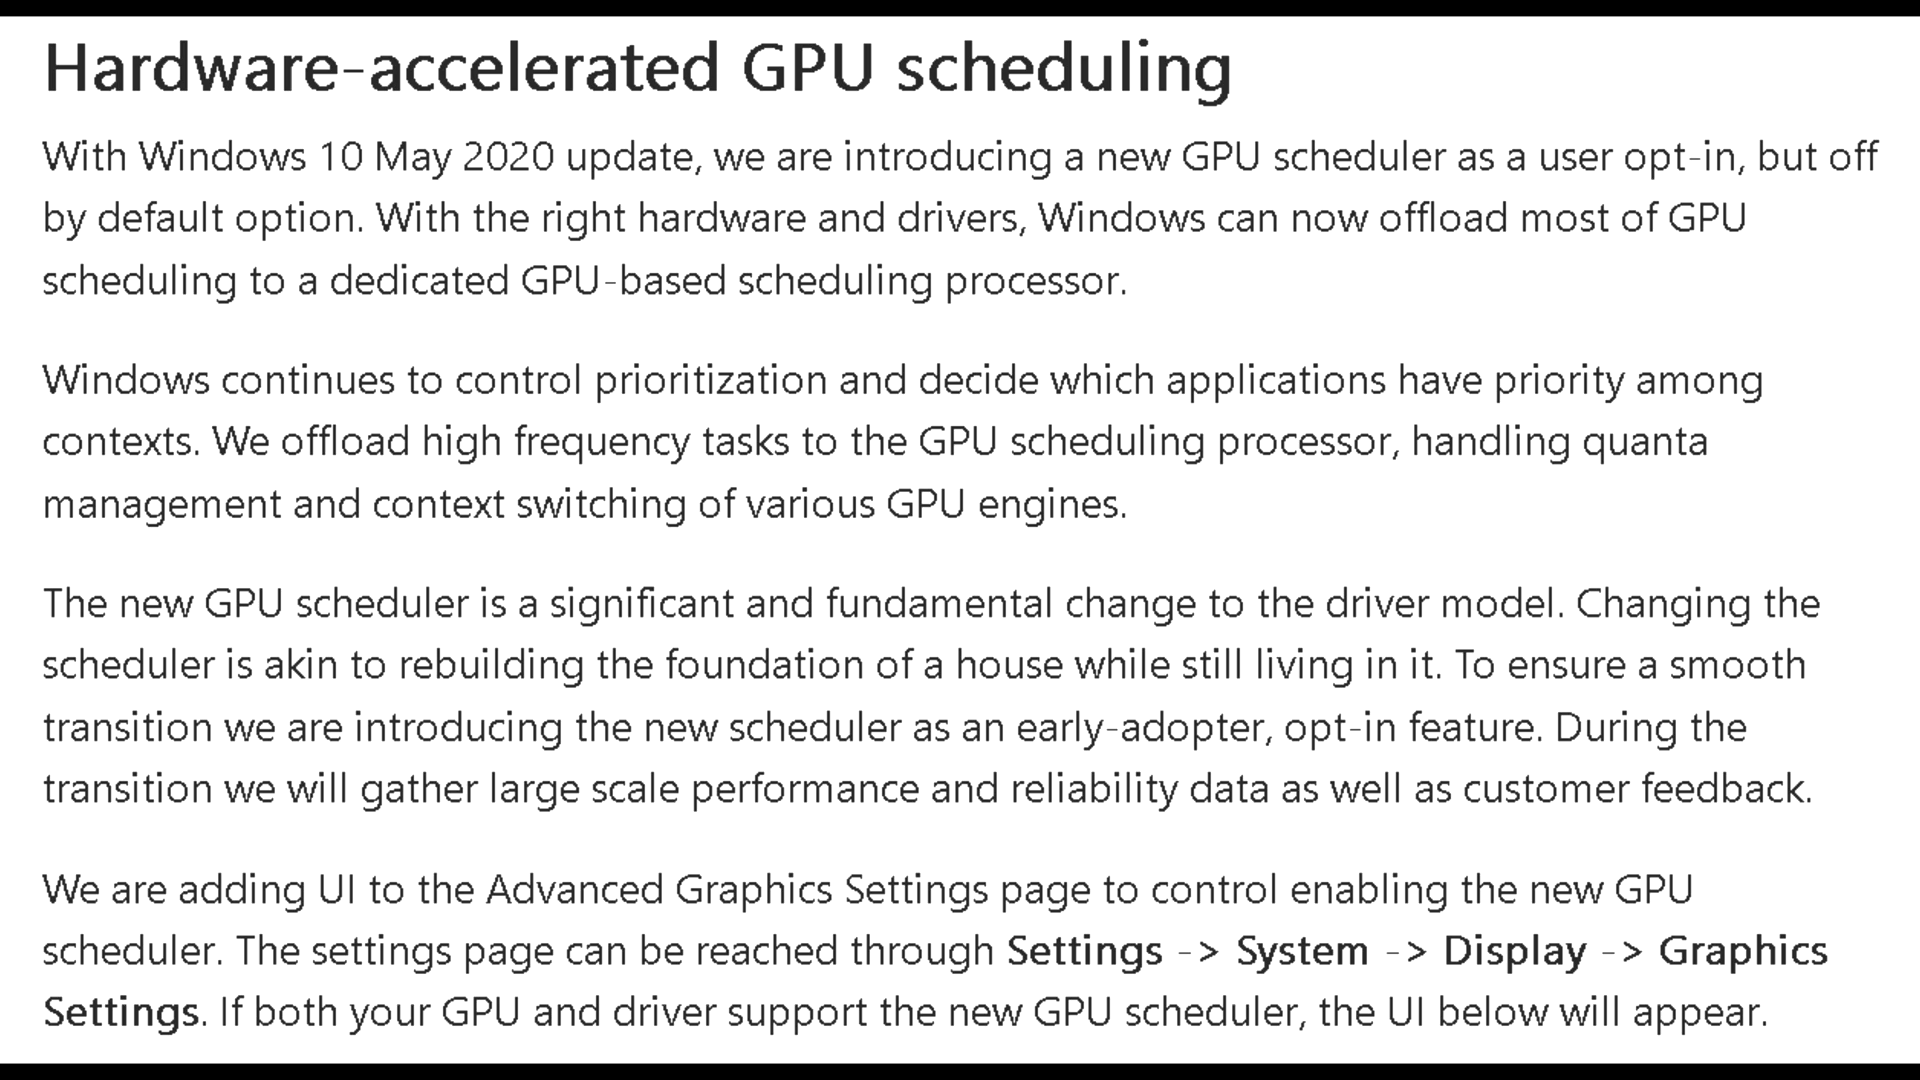 Hardware-accelerated GPU scheduling
With Windows 10 May 2020 update, we are introducing a new GPU scheduler as a user opt-in, but off
by default option. With the right hardware and drivers, Windows can now offload most of GPU
scheduling to a dedicated GPU-based scheduling processor.
Windows continues to control prioritization and decide which applications have priority among
contexts. We offload high frequency tasks to the GPU scheduling processor, handling quanta
management and context switching of various GPU engines.
The new GPU scheduler is a significant and fundamental change to the driver model. Changing the
scheduler is akin to rebuilding the foundation of a house while still living in it. To ensure a smooth
transition we are introducing the new scheduler as an early-adopter, opt-in feature. During the
transition we will gather large scale performance and reliability data as well as customer feedback.
We are adding UI to the Advanced Graphics Settings page to control enabling the new GPU
scheduler. The settings page can be reached through Settings -> System -> Display -> Graphics
Settings. If both your GPU and driver support the new GPU scheduler, the UI below will appear.